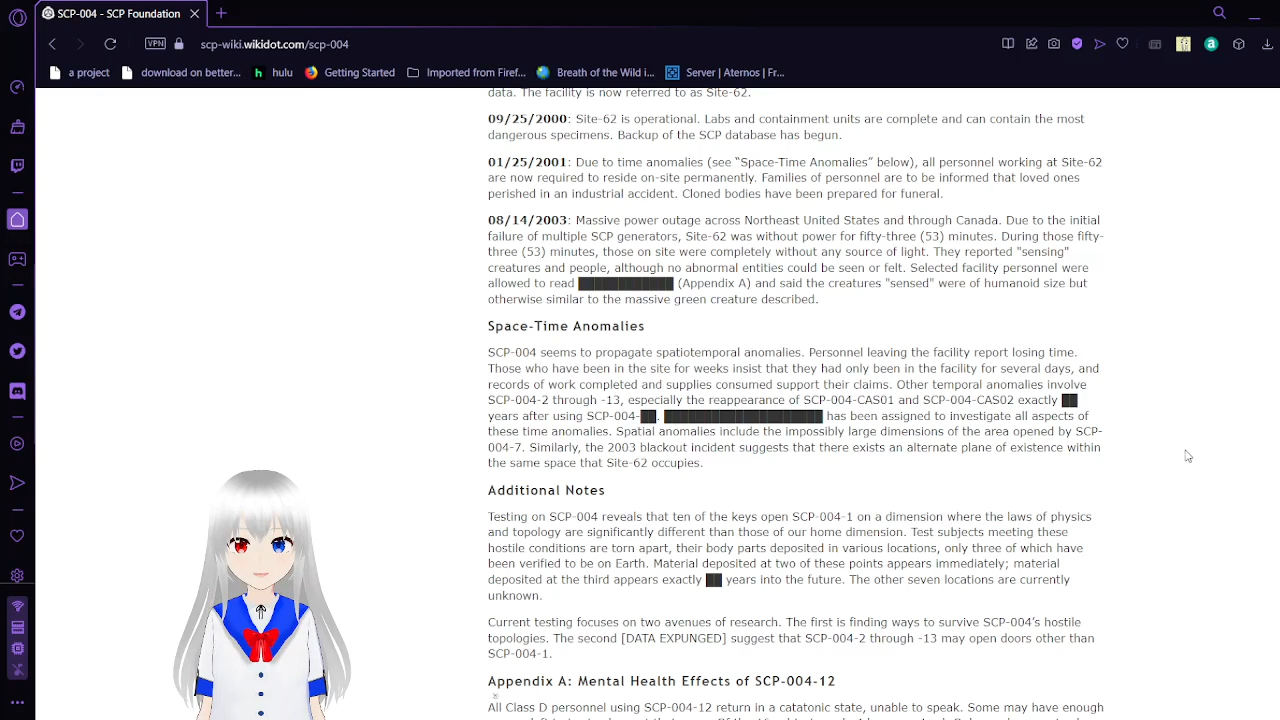 SCP-004 - SCP Foundation
VPN scp-wiki.wikidot.com/scp-004
a project download on better... hulu Getting Started Imported from Firef... Breath of the Wild i... Server | Aternos | Fr...
data. The facility is now referred to as Site-62.
09/25/2000: Site-62 is operational. Labs and containment units are complete and can contain the most
dangerous specimens. Backup of the SCP database has begun.
01/25/2001: Due to time anomalies (see “Space-Time Anomalies” below), all personnel working at Site-62
are now required to reside on-site permanently. Families of personnel are to be informed that loved ones
perished in an industrial accident. Cloned bodies have been prepared for funeral.
08/14/2003: Massive power outage across Northeast United States and through Canada. Due to the initial
failure of multiple SCP generators, Site-62 was without power for fifty-three (53) minutes. During those fifty-
three (53) minutes, those on site were completely without any source of light. They reported "sensing"
creatures and people, although no abnormal entities could be seen or felt. Selected facility personnel were
allowed to read ████████████ (Appendix A) and said the creatures "sensed" were of humanoid size but
otherwise similar to the massive green creature described.
Space-Time Anomalies
SCP-004 seems to propagate spatiotemporal anomalies. Personnel leaving the facility report losing time.
Those who have been in the site for weeks insist that they had only been in the facility for several days, and
records of work completed and supplies consumed support their claims. Other temporal anomalies involve
SCP-004-2 through -13, especially the reappearance of SCP-004-CAS01 and SCP-004-CAS02 exactly ██
years after using SCP-004-██. ████████████████████ has been assigned to investigate all aspects of
these time anomalies. Spatial anomalies include the impossibly large dimensions of the area opened by SCP-
004-7. Similarly, the 2003 blackout incident suggests that there exists an alternate plane of existence within
the same space that Site-62 occupies.
Additional Notes
Testing on SCP-004 reveals that ten of the keys open SCP-004-1 on a dimension where the laws of physics
and topology are significantly different than those of our home dimension. Test subjects meeting these
hostile conditions are torn apart, their body parts deposited in various locations, only three of which have
been verified to be on Earth. Material deposited at two of these points appears immediately; material
deposited at the third appears exactly ██ years into the future. The other seven locations are currently
unknown.
Current testing focuses on two avenues of research. The first is finding ways to survive SCP-004’s hostile
topologies. The second [DATA EXPUNGED] suggest that SCP-004-2 through -13 may open doors other than
SCP-004-1.
Appendix A: Mental Health Effects of SCP-004-12
All Class D personnel using SCP-004-12 return in a catatonic state, unable to speak. Some may have enough